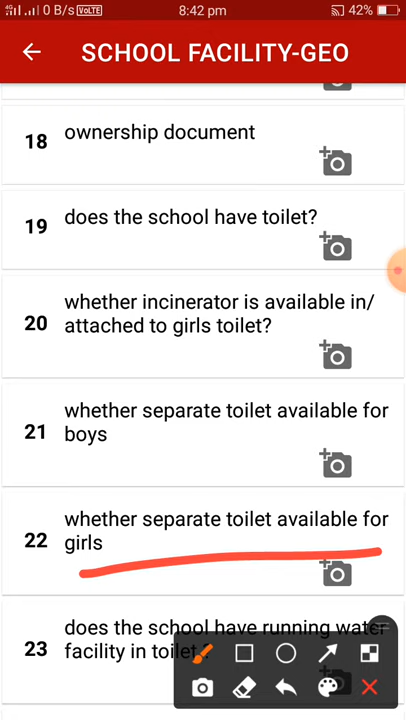 4G 0 B/s VoLTE 8:42 pm 42%
SCHOOL FACILITY-GEO
18 ownership document
19 does the school have toilet?
20 whether incinerator is available in/
attached to girls toilet?
21 whether separate toilet available for
boys
22 whether separate toilet available for
girls
23 does the school have running water
facility in toilet ?